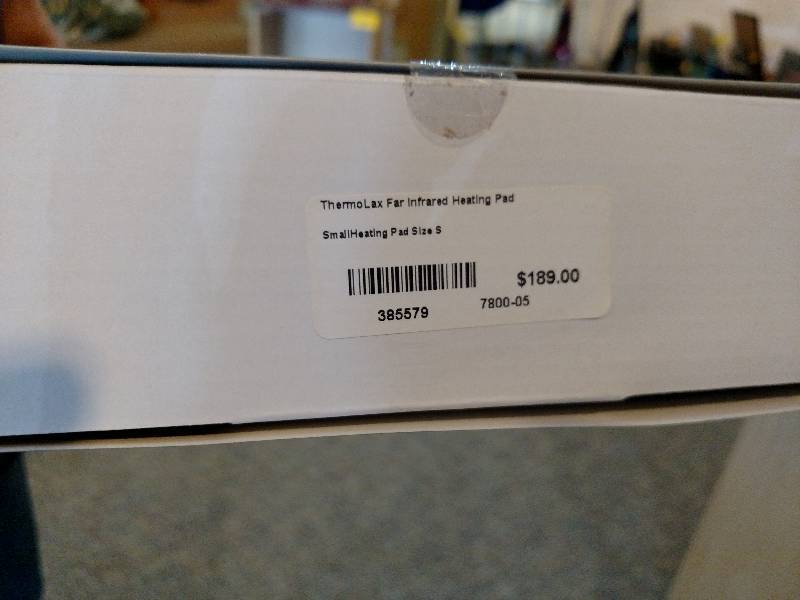 ThermoLax Far Infrared Heating Pad
SmallHeating Pad Size S
$189.00
385579 7800-05